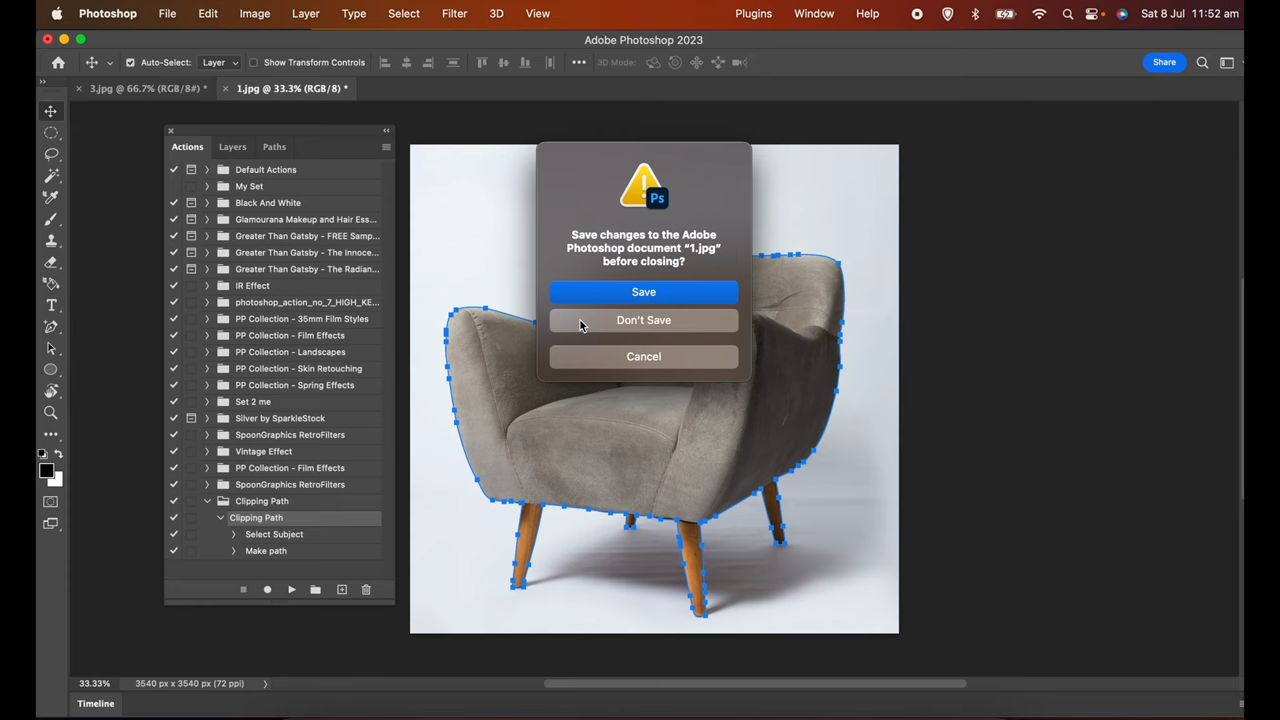 Photoshop File Edit Image Layer Type Select Filter 3D View Plugins Window Help Sat 8 Jul 11:52 am
Adobe Photoshop 2023
Auto-Select: Layer Show Transform Controls 3D Mode: Share
3.jpg @ 66.7% (RGB/8#) * 1.jpg @ 33.3% (RGB/8) *
Actions Layers Paths
Default Actions
My Set
Black And White
Glamourana Makeup and Hair Ess...
Greater Than Gatsby - FREE Samp...
Greater Than Gatsby - The Innoce...
Greater Than Gatsby - The Radian...
IR Effect
photoshop_action_no_7_HIGH_KE...
PP Collection - 35mm Film Styles
PP Collection - Film Effects
PP Collection - Landscapes
PP Collection - Skin Retouching
PP Collection - Spring Effects
Set 2 me
Silver by SparkleStock
SpoonGraphics RetroFilters
Vintage Effect
PP Collection - Film Effects
SpoonGraphics RetroFilters
Clipping Path
Clipping Path
Select Subject
Make path
Ps
Save changes to the Adobe
Photoshop document “1.jpg”
before closing?
Save
Don’t Save
Cancel
33.33% 3540 px x 3540 px (72 ppi)
Timeline